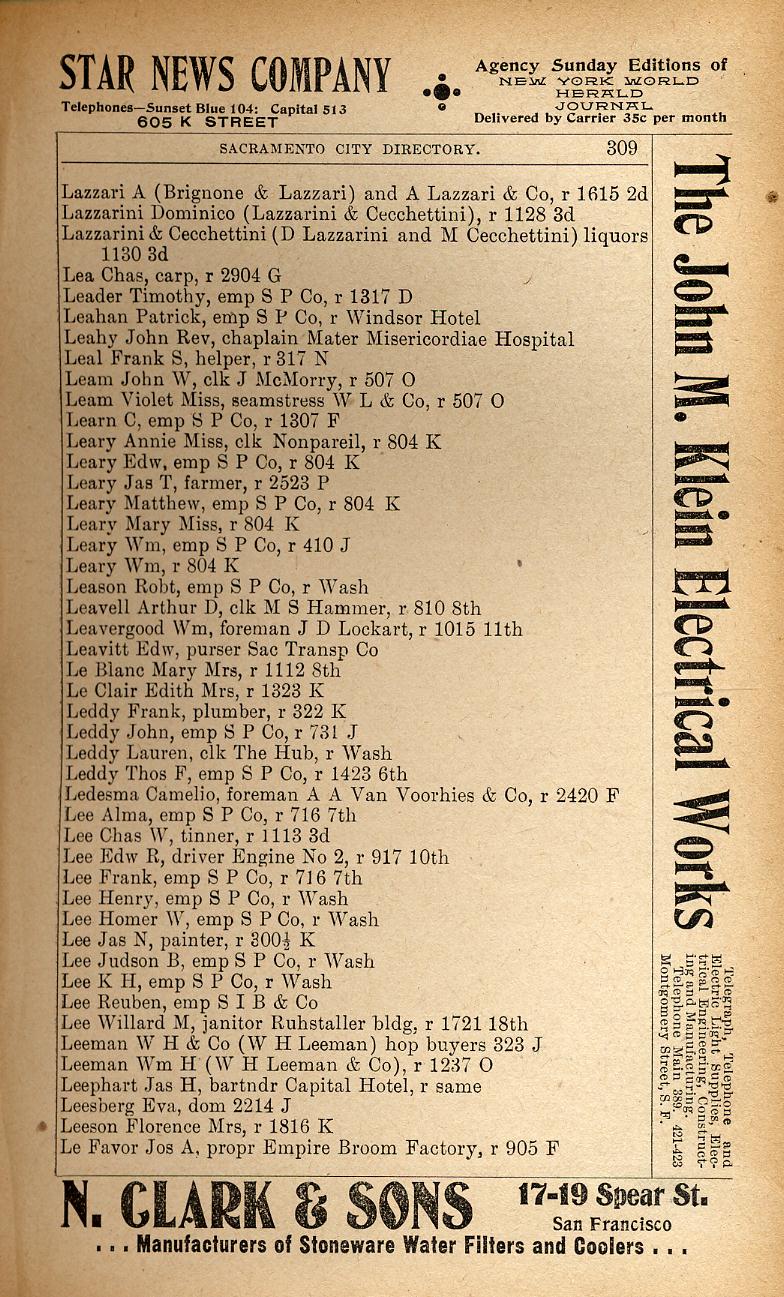 STAR NEWS COMPANY
Telephones—Sunset Blue 104: Capital 513
605 K STREET
Agency Sunday Editions of
NEW YORK WORLD
HERALD
JOURNAL
Delivered by Carrier 35c per month
SACRAMENTO CITY DIRECTORY. 309
Lazzari A (Brignone & Lazzari) and A Lazzari & Co, r 1615 2d
Lazzarini Dominico (Lazzarini & Cecchettini), r 1128 3d
Lazzarini & Cecchettini (D Lazzarini and M Cecchettini) liquors
1130 3d
Lea Chas, carp, r 2904 G
Leader Timothy, emp S P Co, r 1317 D
Leahan Patrick, emp S P Co, r Windsor Hotel
Leahy John Rev, chaplain Mater Misericordiae Hospital
Leal Frank S, helper, r 317 N
Leam John W, clk J McMorry, r 507 O
Leam Violet Miss, seamstress W L & Co, r 507 O
Learn C, emp S P Co, r 1307 F
Leary Annie Miss, clk Nonpareil, r 804 K
Leary Edw, emp S P Co, r 804 K
Leary Jas T, farmer, r 2523 P
Leary Matthew, emp S P Co, r 804 K
Leary Mary Miss, r 804 K
Leary Wm, emp S P Co, r 410 J
Leary Wm, r 804 K
Leason Robt, emp S P Co, r Wash
Leavell Arthur D, clk M S Hammer, r 810 8th
Leavergood Wm, foreman J D Lockart, r 1015 11th
Leavitt Edw, purser Sac Transp Co
Le Blanc Mary Mrs, r 1112 8th
Le Clair Edith Mrs, r 1323 K
Leddy Frank, plumber, r 322 K
Leddy John, emp S P Co, r 731 J
Leddy Lauren, clk The Hub, r Wash
Leddy Thos F, emp S P Co, r 1423 6th
Ledesma Camelio, foreman A A Van Voorhies & Co, r 2420 F
Lee Alma, emp S P Co, r 716 7th
Lee Chas W, tinner, r 1113 3d
Lee Edw R, driver Engine No 2, r 917 10th
Lee Frank, emp S P Co, r 716 7th
Lee Henry, emp S P Co, r Wash
Lee Homer W, emp S P Co, r Wash
Lee Jas N, painter, r 300½ K
Lee Judson B, emp S P Co, r Wash
Lee K H, emp S P Co, r Wash
Lee Reuben, emp S I B & Co
Lee Willard M, janitor Ruhstaller bldg, r 1721 18th
Leeman W H & Co (W H Leeman) hop buyers 323 J
Leeman Wm H (W H Leeman & Co), r 1237 O
Leephart Jas H, bartndr Capital Hotel, r same
Leesberg Eva, dom 2214 J
Leeson Florence Mrs, r 1816 K
Le Favor Jos A, propr Empire Broom Factory, r 905 F
The John M. Klein Electrical Works
Telegraph, Telephone and
Electric Light Supplies, Elec-
trical Engineering, Construct-
ing and Manufacturing.
Telephone Main 389. 421-423
Montgomery Street, S. F.
N. CLARK & SONS
17-19 Spear St.
San Francisco
. . . Manufacturers of Stoneware Water Filters and Coolers . . .